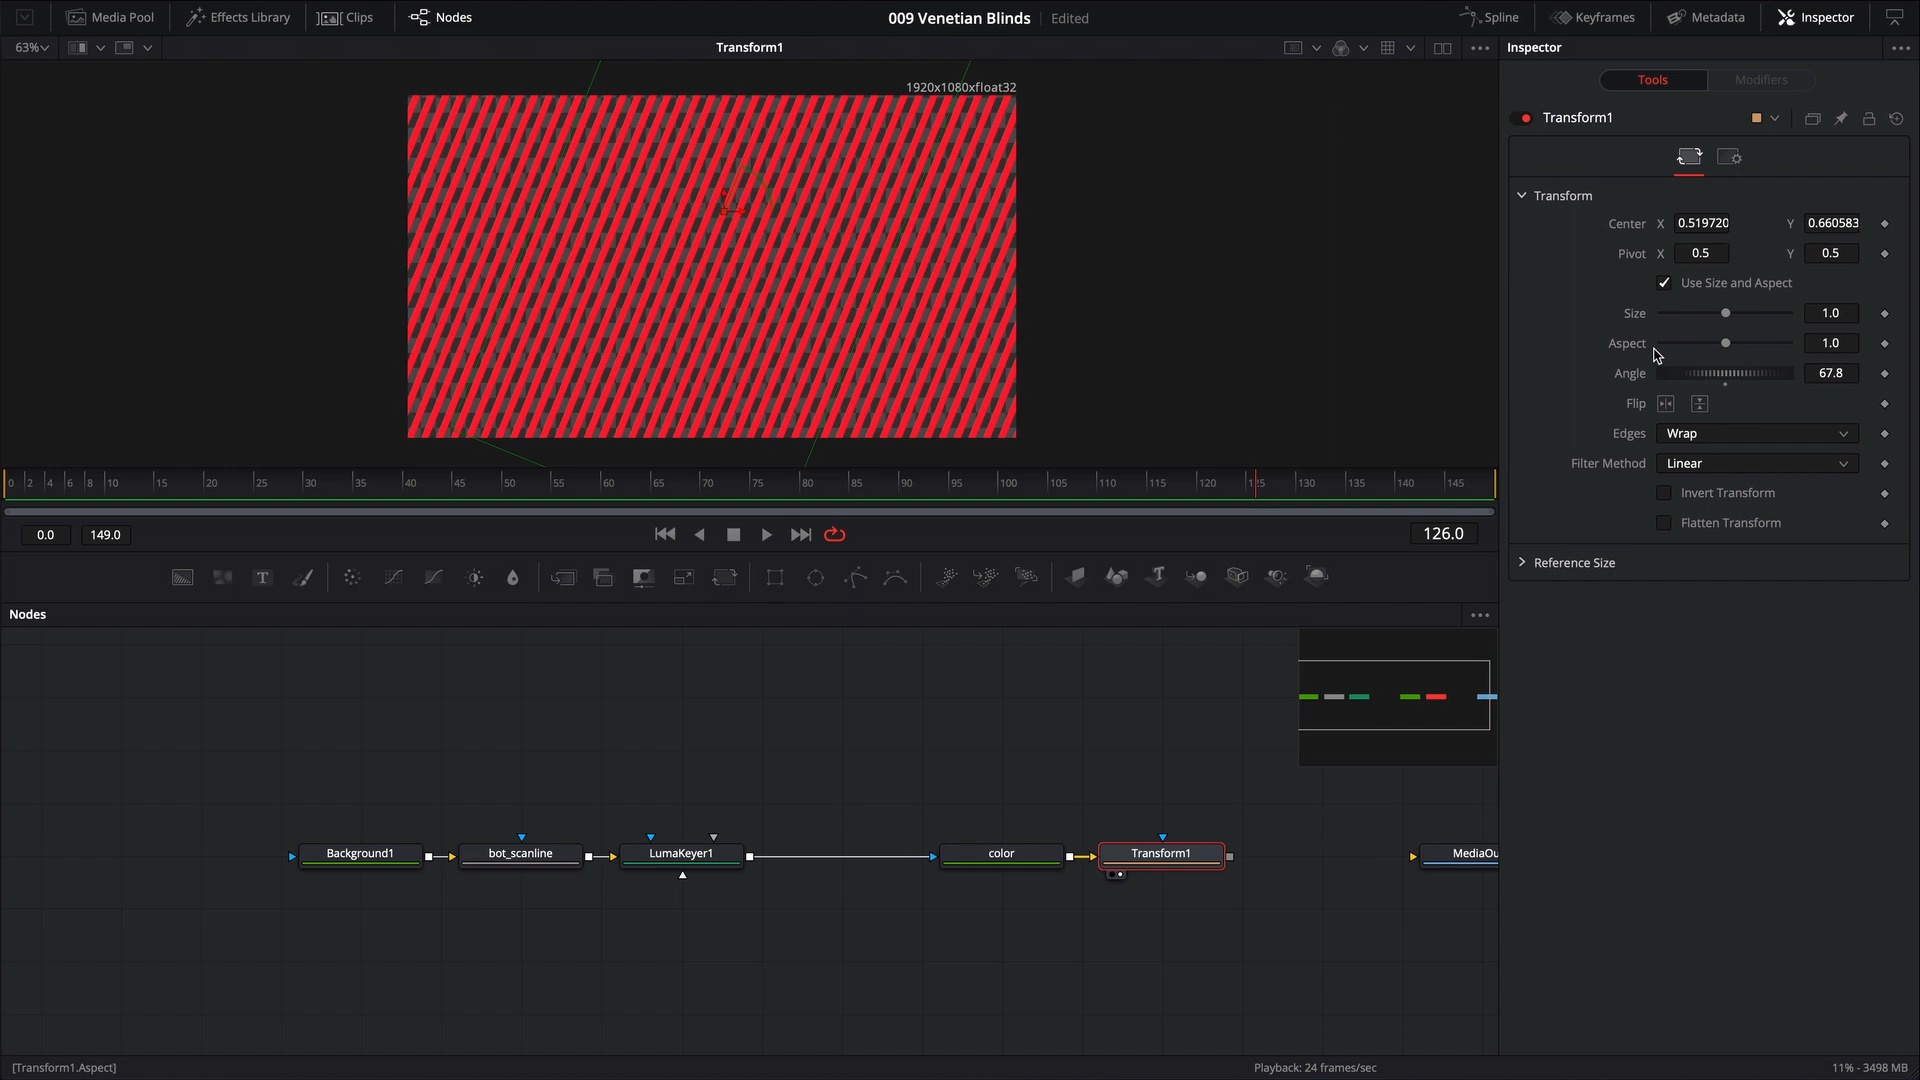 Media Pool
Effects Library
Clips
Nodes
009 Venetian Blinds
Edited
Spline
Keyframes
Metadata
Inspector
63%
Transform1
Inspector
Tools
Modifiers
1920x1080xfloat32
Transform1
Transform
Center X 0.519720 Y 0.660583
Pivot X 0.5 Y 0.5
Use Size and Aspect
Size 1.0
Aspect 1.0
Angle 67.8
Flip
Edges Wrap
Filter Method Linear
Invert Transform
Flatten Transform
Reference Size
0 2 4 6 8 10 15 20 25 30 35 40 45 50 55 60 65 70 75 80 85 90 95 100 105 110 115 120 125 130 135 140 145
0.0 149.0 126.0
Nodes
Background1
bot_scanline
LumaKeyer1
color
Transform1
MediaOu
[Transform1.Aspect]
Playback: 24 frames/sec
11% - 3498 MB